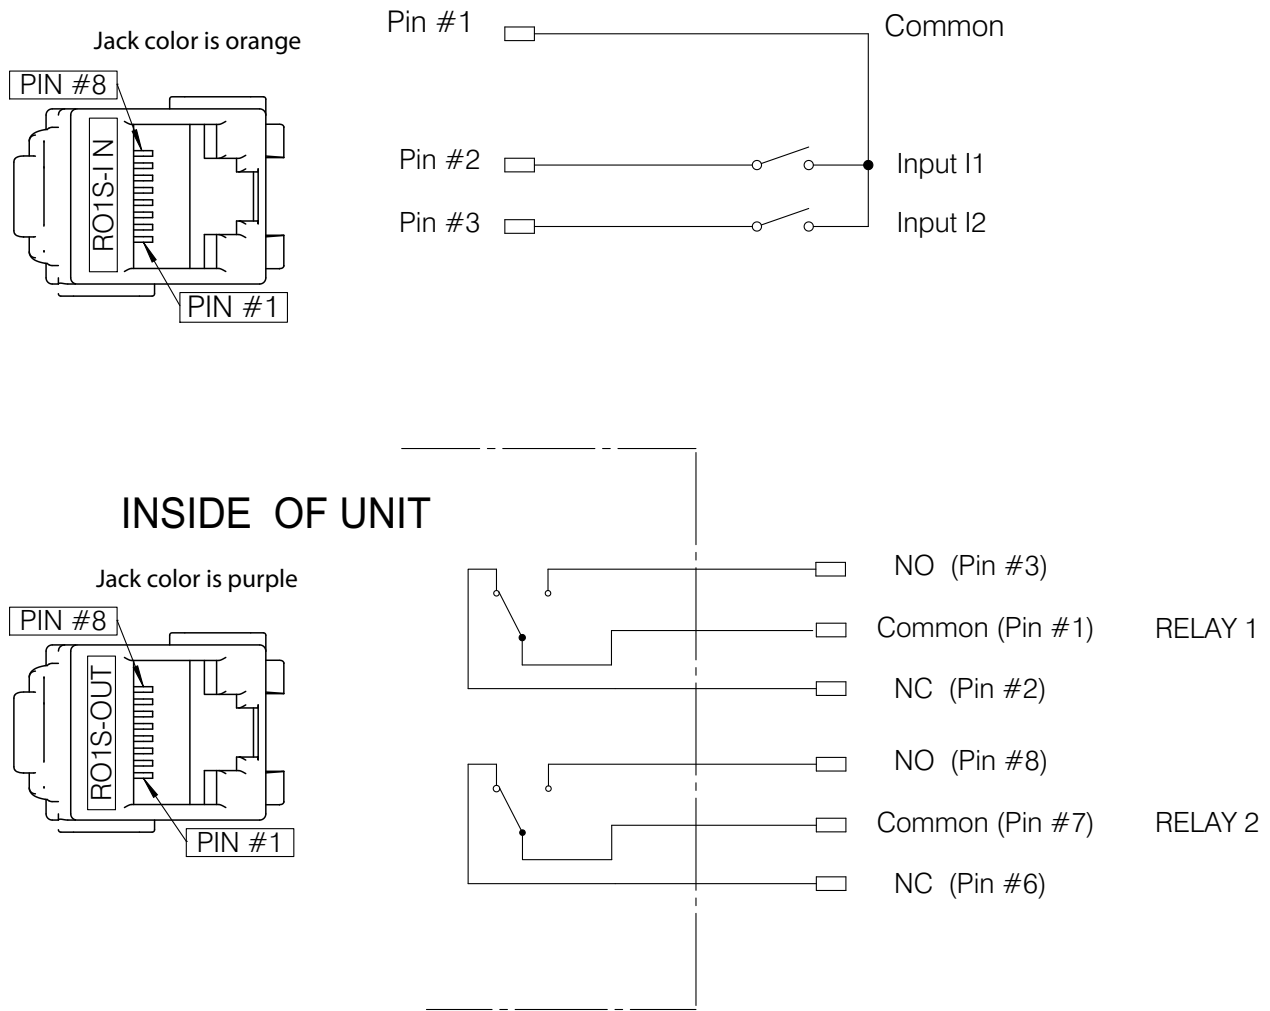 Jack color is orange
PIN #8
RO1S-I N
PIN #1
Pin #1
Common
Pin #2
Input I1
Pin #3
Input I2
INSIDE OF UNIT
Jack color is purple
PIN #8
RO1S-OUT
PIN #1
NO (Pin #3)
Common (Pin #1) RELAY 1
NC (Pin #2)
NO (Pin #8)
Common (Pin #7) RELAY 2
NC (Pin #6)